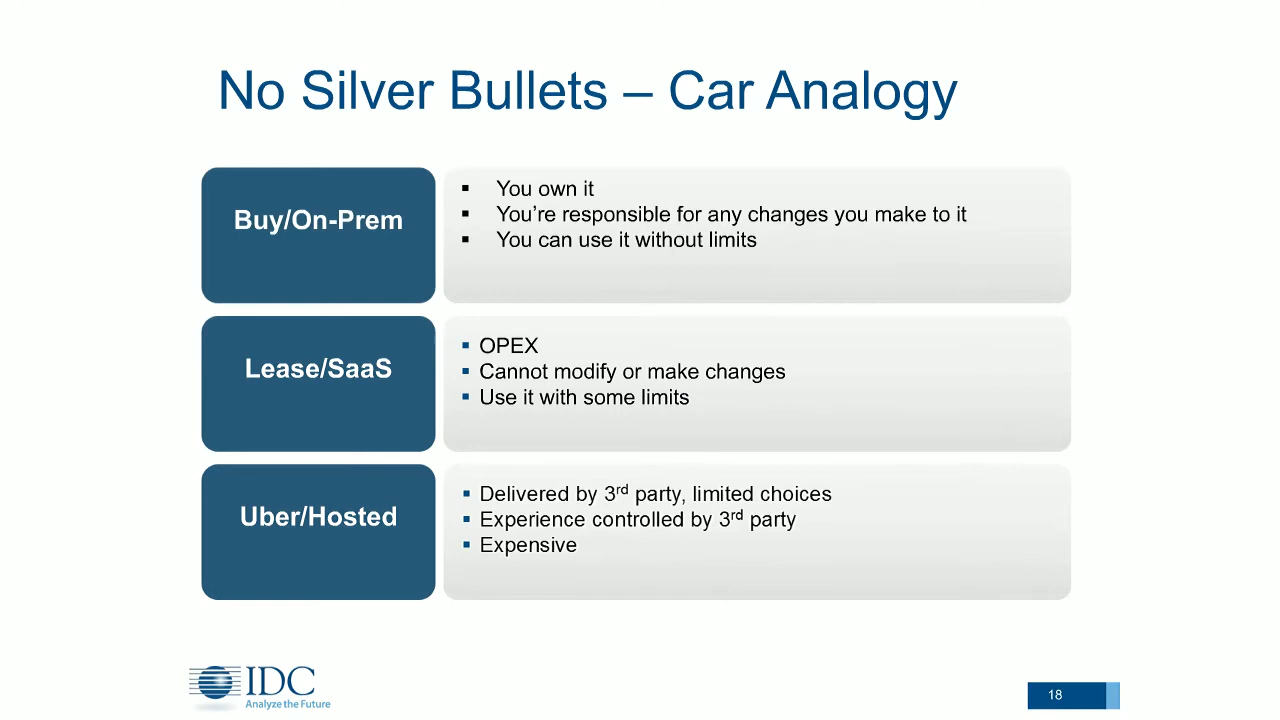 No Silver Bullets – Car Analogy
Buy/On-Prem
▪ You own it
▪ You're responsible for any changes you make to it
▪ You can use it without limits
Lease/SaaS
▪ OPEX
▪ Cannot modify or make changes
▪ Use it with some limits
Uber/Hosted
▪ Delivered by 3rd party, limited choices
▪ Experience controlled by 3rd party
▪ Expensive
IDC
Analyze the Future
18